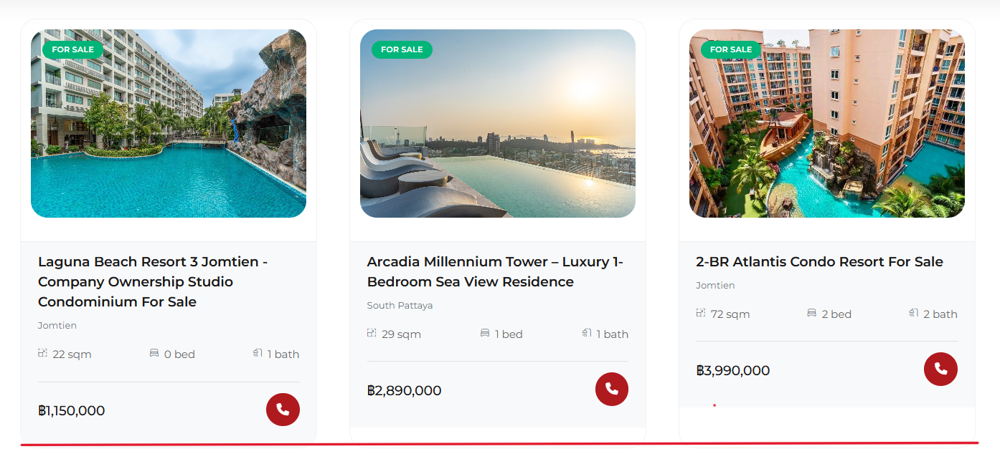 FOR SALE
Laguna Beach Resort 3 Jomtien -
Company Ownership Studio
Condominium For Sale
Jomtien
22 sqm
0 bed
1 bath
฿1,150,000
FOR SALE
Arcadia Millennium Tower – Luxury 1-
Bedroom Sea View Residence
South Pattaya
29 sqm
1 bed
1 bath
฿2,890,000
FOR SALE
2-BR Atlantis Condo Resort For Sale
Jomtien
72 sqm
2 bed
2 bath
฿3,990,000